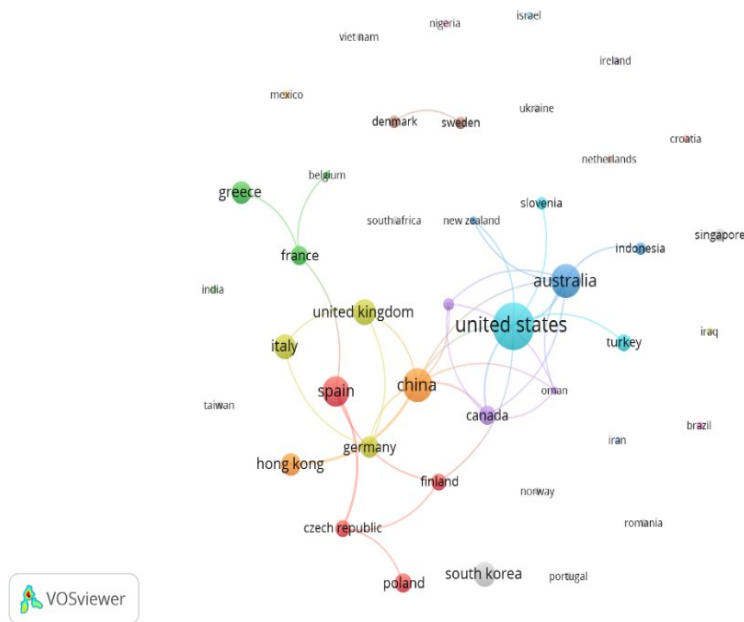 israel
nigeria
vietnam
ireland
mexico
ukraine
denmark
sweden
croatia
netherlands
belgium
greece
slovenia
south africa
new zealand
singapore
indonesia
france
australia
india
united kingdom
united states
iraq
turkey
italy
china
spain
oman
taiwan
canada
brazil
iran
germany
hong kong
finland
norway
czech republic
romania
south korea
portugal
poland
VOSviewer